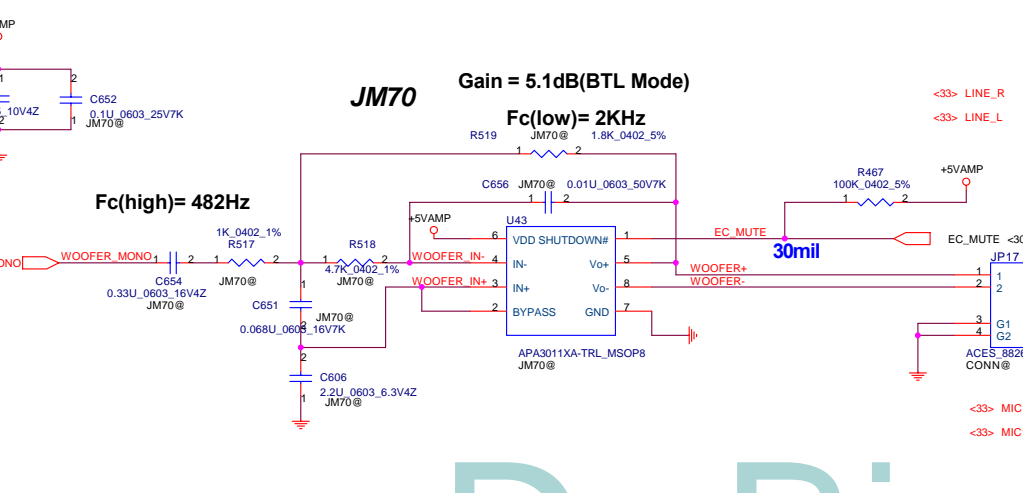 Gain = 5.1dB(BTL Mode)
JM70
Fc(low)= 2KHz
<33> LINE_R
<33> LINE_L
2
C652
0.1U_0603_25V7K
1
JM70@
_10V4Z
R519
JM70@
1.8K_0402_5%
1
2
C656
JM70@
0.01U_0603_50V7K
1
2
R467
100K_0402_5%
1
2
+5VAMP
Fc(high)= 482Hz
+5VAMP
U43
EC_MUTE
30mil
EC_MUTE
WOOFER_MONO
1
2
C654
0.33U_0603_16V4Z
JM70@
1K_0402_1%
R517
1
2
JM70@
R518
1
2
4.7K_0402_1%
JM70@
WOOFER_IN-
WOOFER_IN+
6 VDD SHUTDOWN# 1
4 IN- Vo+ 5
3 IN+ Vo- 8
2 BYPASS GND 7
WOOFER+
WOOFER-
APA3011XA-TRL_MSOP8
JM70@
1
C651
JM70@
2
0.068U_0603_16V7K
2
C606
1
2.2U_0603_6.3V4Z
JM70@
JP17
1 1
2 2
3 G1
4 G2
CONN@
<33> MIC
<33> MIC